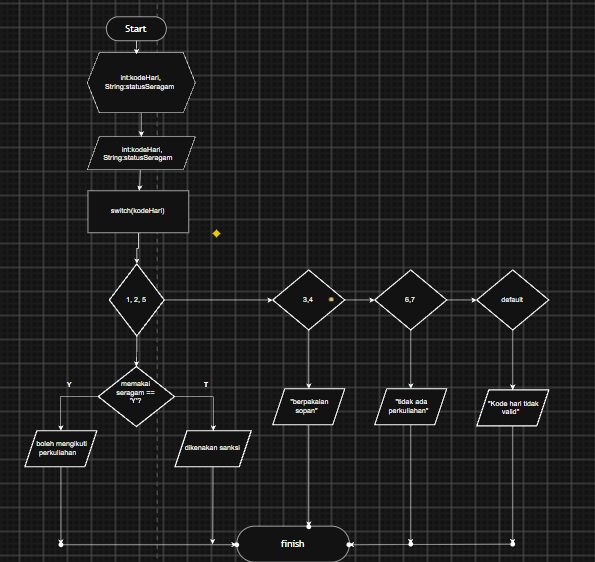 Start
int:kodeHari,
String:statusSeragam
int:kodeHari,
String:statusSeragam
switch(kodeHari)
1, 2, 5
3,4
6,7
default
memakai
seragam ==
"Y"?
Y
T
"berpakaian
sopan"
"tidak ada
perkuliahan"
"Kode hari tidak
valid"
boleh mengikuti
perkuliahan
dikenakan sanksi
finish